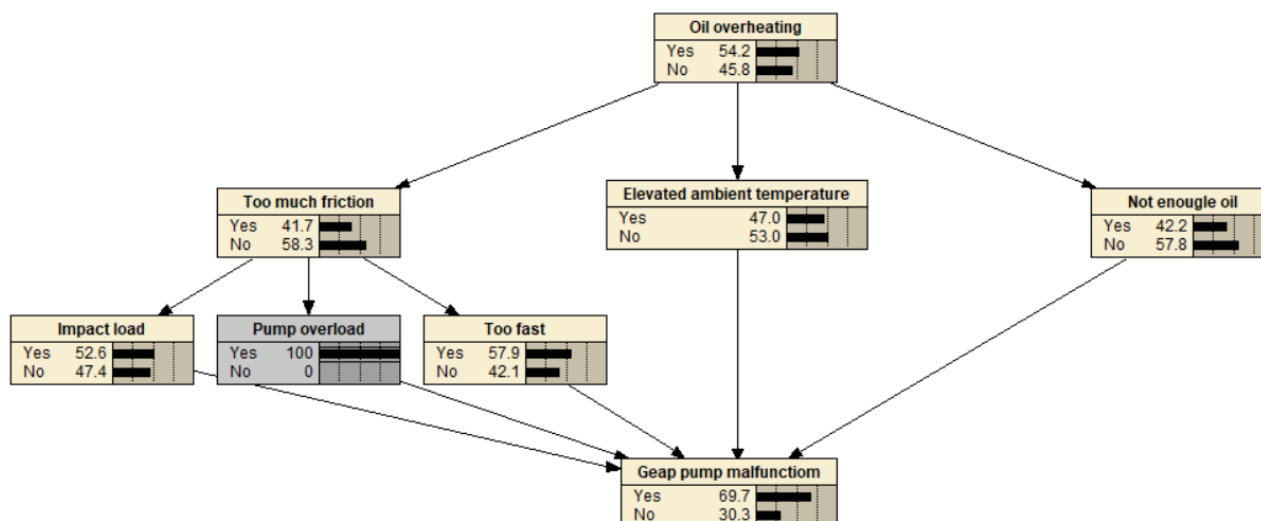 Oil overheating
Yes 54.2
No 45.8
Too much friction
Yes 41.7
No 58.3
Elevated ambient temperature
Yes 47.0
No 53.0
Not enougle oil
Yes 42.2
No 57.8
Impact load
Yes 52.6
No 47.4
Pump overload
Yes 100
No 0
Too fast
Yes 57.9
No 42.1
Geap pump malfunctiom
Yes 69.7
No 30.3